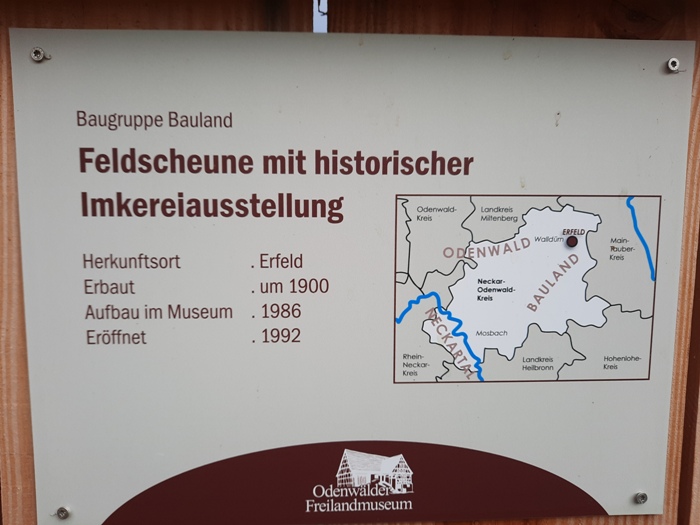 Baugruppe Bauland
Feldscheune mit historischer
Imkereiausstellung
Herkunftsort . Erfeld
Erbaut . um 1900
Aufbau im Museum . 1986
Eröffnet . 1992
Odenwald-
Kreis
Landkreis
Miltenberg
ERFELD
Walldürn
Main-
Tauber-
Kreis
ODENWALD
Neckar-
Odenwald-
Kreis
BAULAND
NECKARTAL
Mosbach
Rhein-
Neckar-
Kreis
Landkreis
Heilbronn
Hohenlohe-
Kreis
Odenwälder
Freilandmuseum